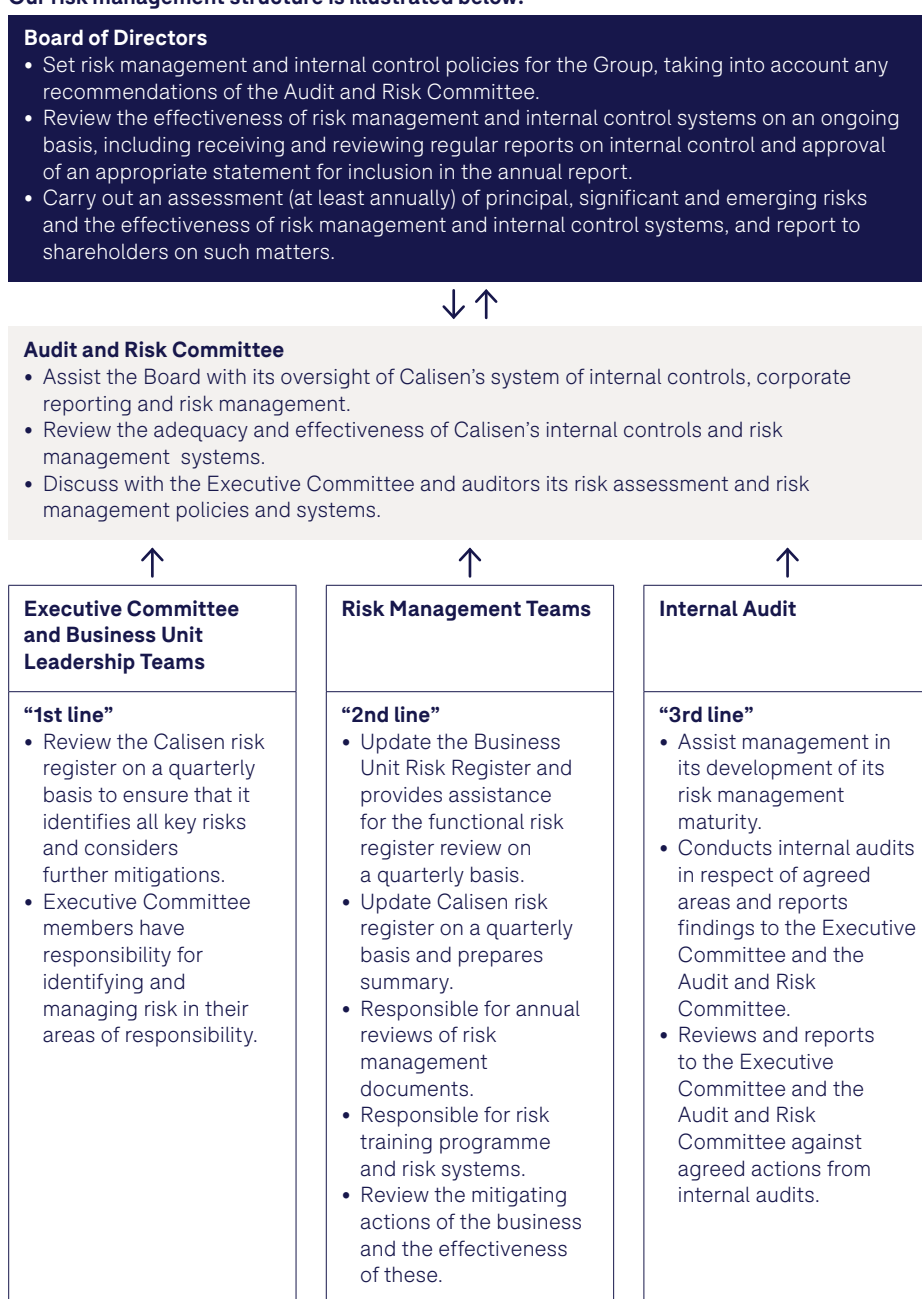 Our risk management structure is illustrated below:
Board of Directors
• Set risk management and internal control policies for the Group, taking into account any
recommendations of the Audit and Risk Committee.
• Review the effectiveness of risk management and internal control systems on an ongoing
basis, including receiving and reviewing regular reports on internal control and approval
of an appropriate statement for inclusion in the annual report.
• Carry out an assessment (at least annually) of principal, significant and emerging risks
and the effectiveness of risk management and internal control systems, and report to
shareholders on such matters.
Audit and Risk Committee
• Assist the Board with its oversight of Calisen’s system of internal controls, corporate
reporting and risk management.
• Review the adequacy and effectiveness of Calisen’s internal controls and risk
management systems.
• Discuss with the Executive Committee and auditors its risk assessment and risk
management policies and systems.
Executive Committee
and Business Unit
Leadership Teams
“1st line”
• Review the Calisen risk
register on a quarterly
basis to ensure that it
identifies all key risks
and considers
further mitigations.
• Executive Committee
members have
responsibility for
identifying and
managing risk in their
areas of responsibility.
Risk Management Teams
“2nd line”
• Update the Business
Unit Risk Register and
provides assistance
for the functional risk
register review on
a quarterly basis.
• Update Calisen risk
register on a quarterly
basis and prepares
summary.
• Responsible for annual
reviews of risk
management
documents.
• Responsible for risk
training programme
and risk systems.
• Review the mitigating
actions of the business
and the effectiveness
of these.
Internal Audit
“3rd line”
• Assist management in
its development of its
risk management
maturity.
• Conducts internal audits
in respect of agreed
areas and reports
findings to the Executive
Committee and the
Audit and Risk
Committee.
• Reviews and reports
to the Executive
Committee and the
Audit and Risk
Committee against
agreed actions from
internal audits.